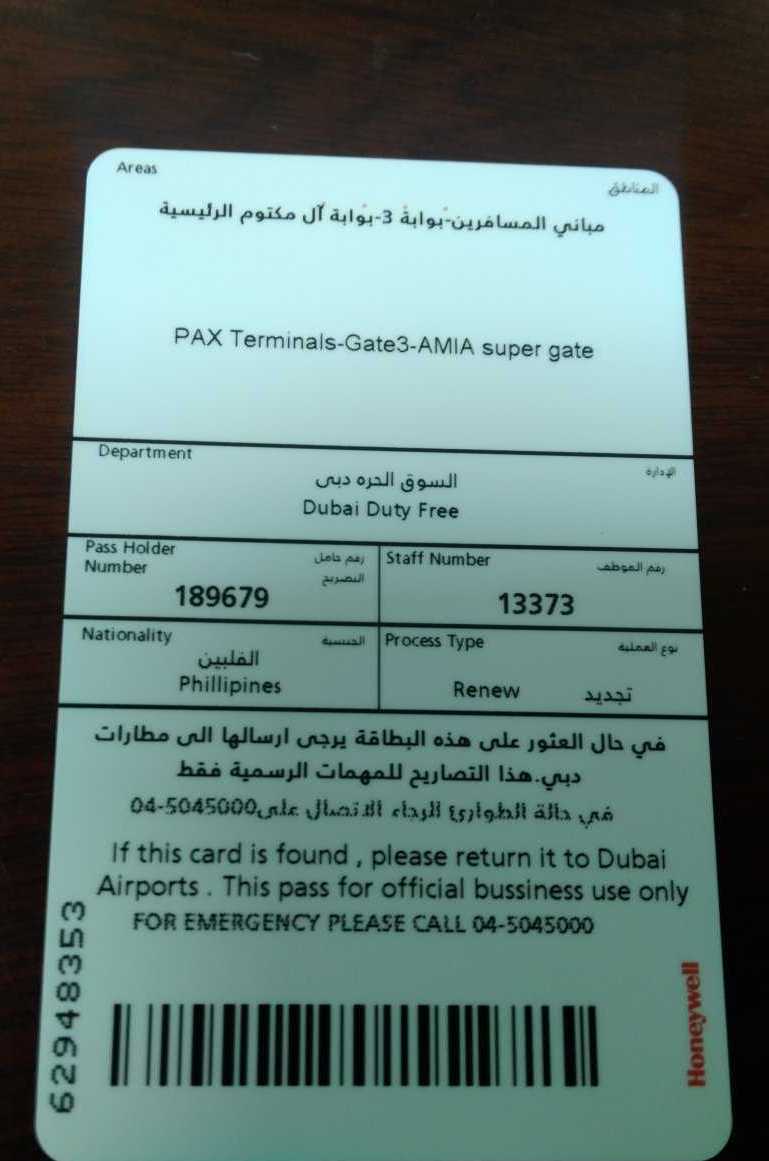 Areas
المناطق
مباني المسافرين-بوابة 3-بوابة آل مكتوم الرئيسية
PAX Terminals-Gate3-AMIA super gate
Department
الإدارة
السوق الحره دبى
Dubai Duty Free
Pass Holder
Number
رقم حامل
التصريح
189679
Staff Number
رقم الموظف
13373
Nationality
الجنسية
الفلبين
Phillipines
Process Type
نوع العملية
Renew تجديد
في حال العثور على هذه البطاقة يرجى ارسالها الى مطارات
دبي.هذا التصاريح للمهمات الرسمية فقط
في حالة الطوارئ الرجاء الاتصال على04-5045000
If this card is found , please return it to Dubai
Airports . This pass for official bussiness use only
FOR EMERGENCY PLEASE CALL 04-5045000
62948353
Honeywell